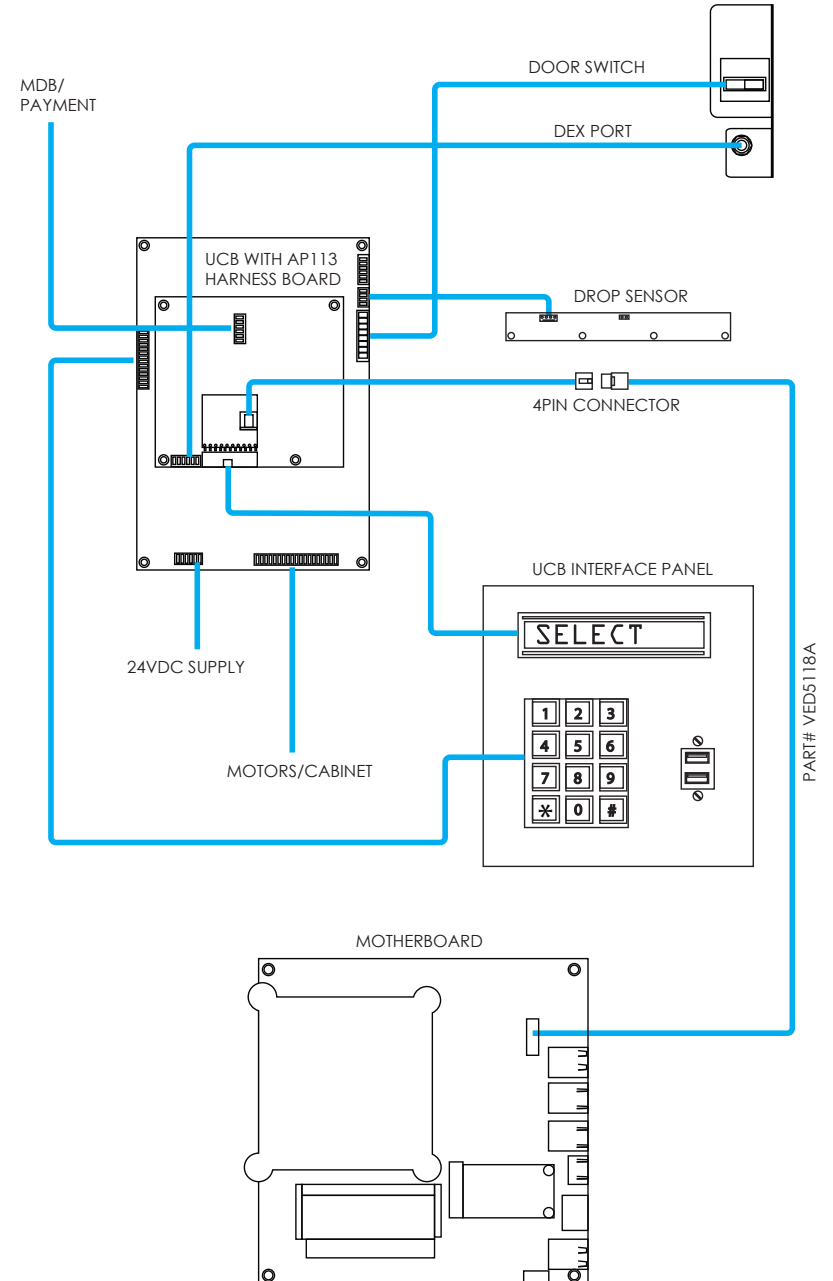 DOOR SWITCH
MDB/
PAYMENT
DEX PORT
UCB WITH AP113
HARNESS BOARD
DROP SENSOR
4PIN CONNECTOR
UCB INTERFACE PANEL
SELECT
24VDC SUPPLY
MOTORS/CABINET
PART# VED5118A
1 2 3
4 5 6
7 8 9
* 0 #
MOTHERBOARD